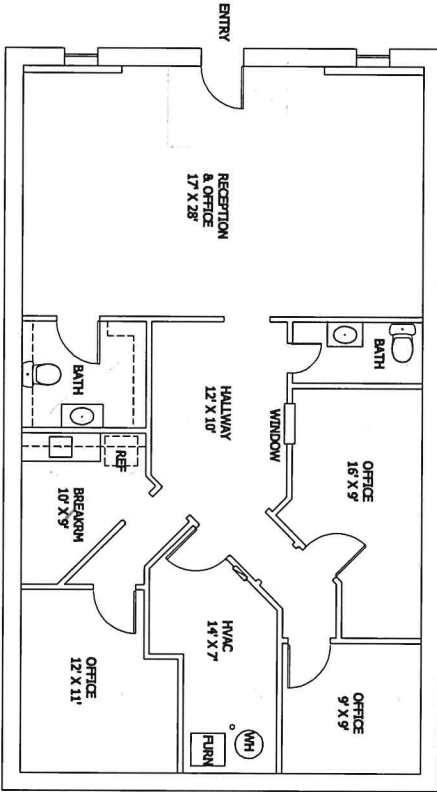 ENTRY
RECEPTION
& OFFICE
17' X 28'
BATH
BATH
HALLWAY
12' X 10'
WINDOW
OFFICE
16' X 9'
REF
BREAKRM
10' X 9'
HVAC
14' X 7'
OFFICE
12' X 11'
OFFICE
9' X 9'
WH
FURN